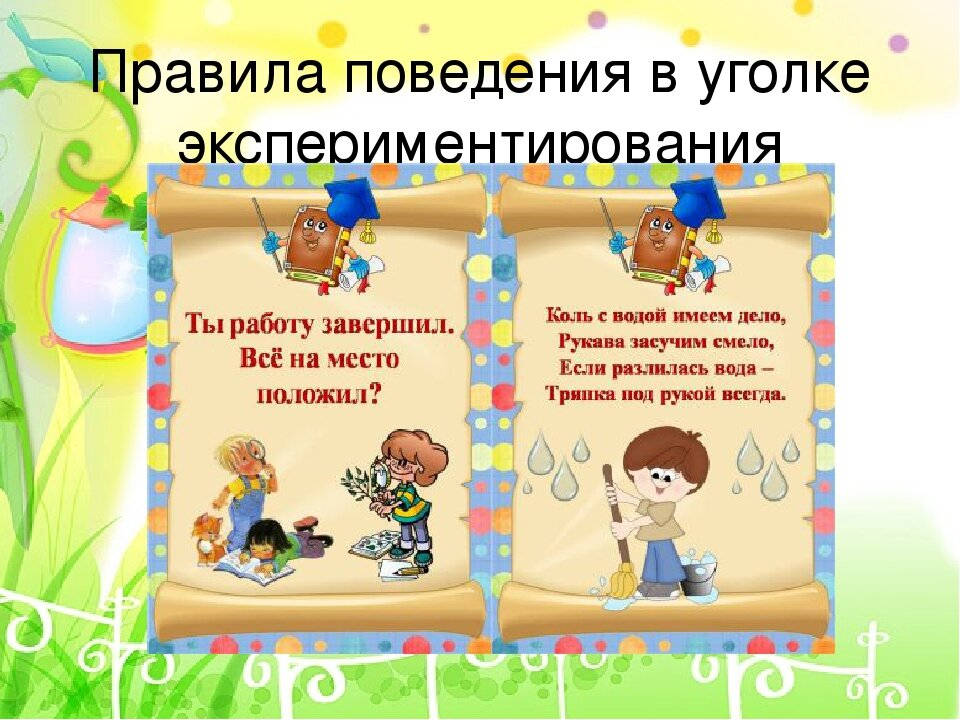 Правила поведения в уголке
экспериментирования
Ты работу завершил.
Всё на место
положил?
Коль с водой имеем дело,
Рукава засучим смело,
Если разлилась вода –
Тряпка под рукой всегда.